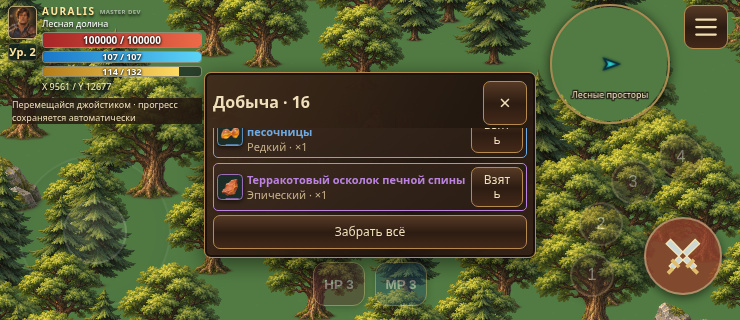 AURALIS MASTER DEV
Лесная долина
Ур. 2
100000 / 100000
107 / 107
114 / 132
X 9561 / Y 12677
Перемещайся джойстиком · прогресс
сохраняется автоматически
Добыча · 16
×
песочницы
Редкий · ×1
Взят
ь
Терракотовый осколок печной спины
Эпический · ×1
Взят
ь
Забрать всё
Лесные просторы
4
3
2
1
HP 3
MP 3